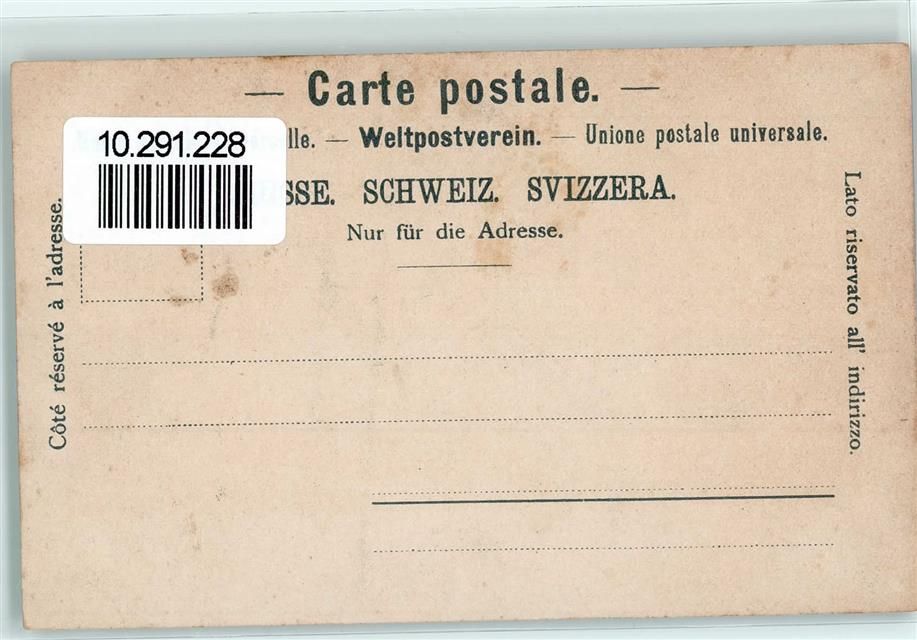 — Carte postale. —
lle. — Weltpostverein. — Unione postale universale.
10.291.228
SSE. SCHWEIZ. SVIZZERA.
Nur für die Adresse.
Côté réservé à l'adresse.
Lato riservato all' indirizzo.